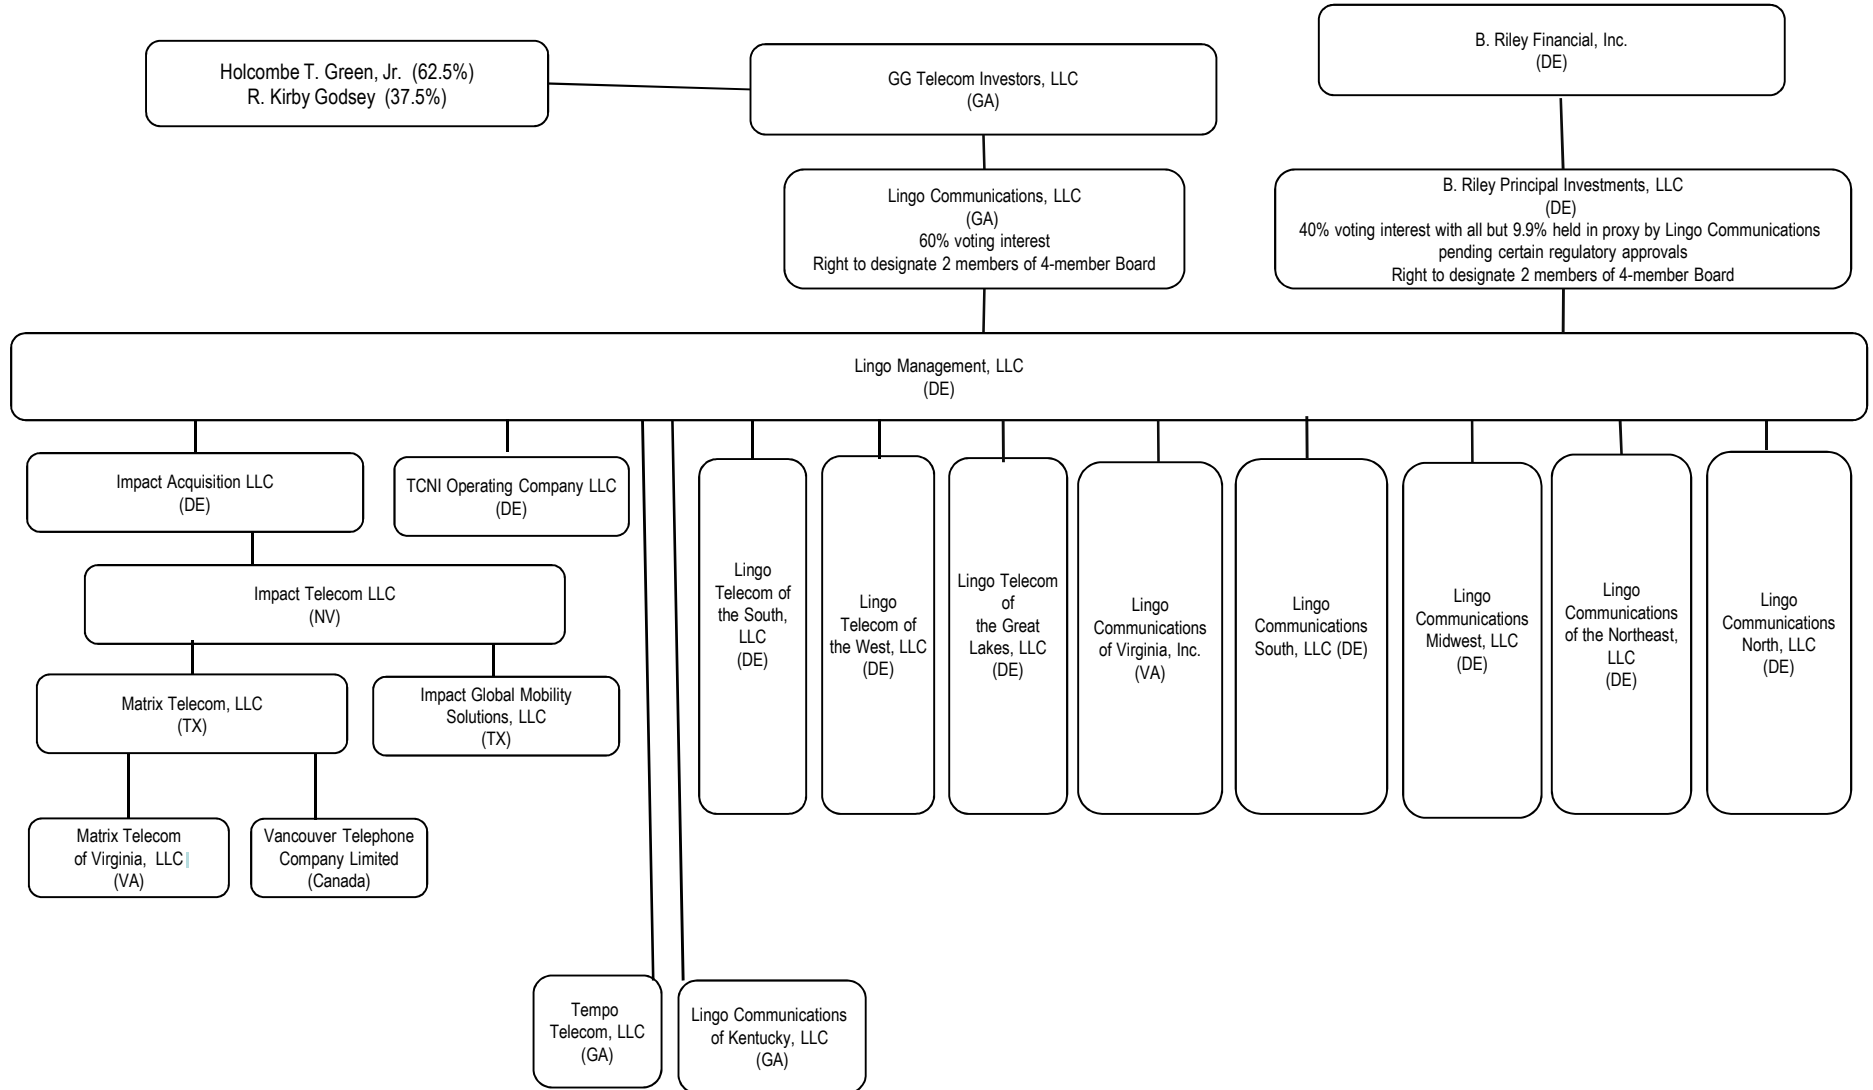 Holcombe T. Green, Jr. (62.5%)
R. Kirby Godsey (37.5%)
GG Telecom Investors, LLC
(GA)
B. Riley Financial, Inc.
(DE)
Lingo Communications, LLC
(GA)
60% voting interest
Right to designate 2 members of 4-member Board
B. Riley Principal Investments, LLC
(DE)
40% voting interest with all but 9.9% held in proxy by Lingo Communications
pending certain regulatory approvals
Right to designate 2 members of 4-member Board
Lingo Management, LLC
(DE)
Impact Acquisition LLC
(DE)
TCNI Operating Company LLC
(DE)
Impact Telecom LLC
(NV)
Matrix Telecom, LLC
(TX)
Impact Global Mobility
Solutions, LLC
(TX)
Matrix Telecom
of Virginia, LLC
(VA)
Vancouver Telephone
Company Limited
(Canada)
Lingo
Telecom of
the South,
LLC
(DE)
Lingo
Telecom of
the West, LLC
(DE)
Lingo Telecom
of
the Great
Lakes, LLC
(DE)
Lingo
Communications
of Virginia, Inc.
(VA)
Lingo
Communications
South, LLC (DE)
Lingo
Communications
Midwest, LLC
(DE)
Lingo
Communications
of the Northeast,
LLC
(DE)
Lingo
Communications
North, LLC
(DE)
Tempo
Telecom, LLC
(GA)
Lingo Communications
of Kentucky, LLC
(GA)